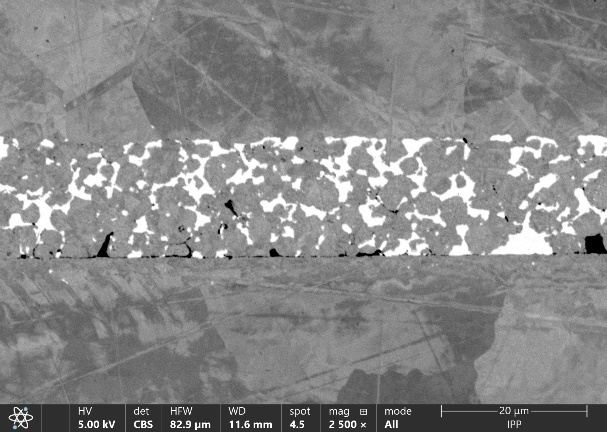 HV det HFW WD spot mag ⊟ mode 20 µm
5.00 kV CBS 82.9 µm 11.6 mm 4.5 2 500 × All IPP